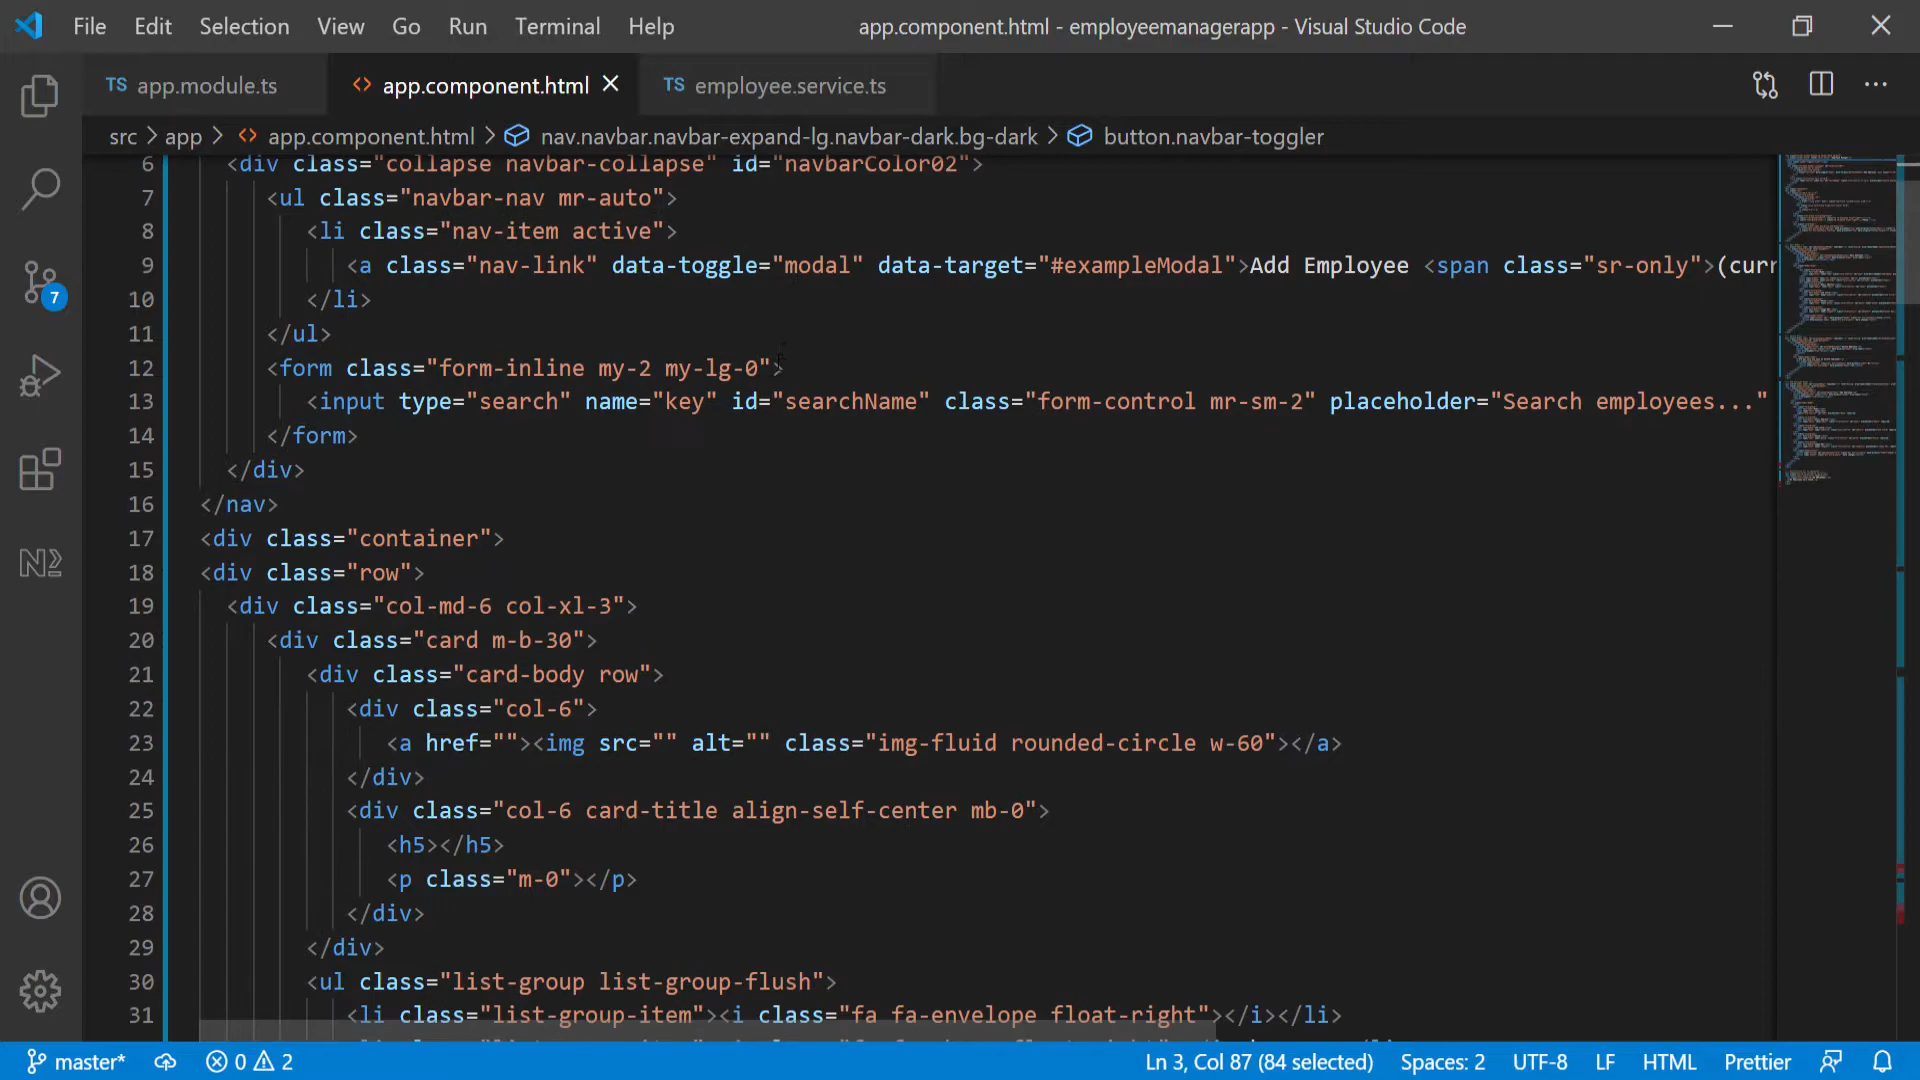 File Edit Selection View Go Run Terminal Help app.component.html - employeemanagerapp - Visual Studio Code
TS app.module.ts <> app.component.html TS employee.service.ts
src > app > <> app.component.html > nav.navbar.navbar-expand-lg.navbar-dark.bg-dark > button.navbar-toggler
6 <div class="collapse navbar-collapse" id="navbarColor02">
7 <ul class="navbar-nav mr-auto">
8 <li class="nav-item active">
9 <a class="nav-link" data-toggle="modal" data-target="#exampleModal">Add Employee <span class="sr-only">(curr
10 </li>
11 </ul>
12 <form class="form-inline my-2 my-lg-0">
13 <input type="search" name="key" id="searchName" class="form-control mr-sm-2" placeholder="Search employees..."
14 </form>
15 </div>
16 </nav>
17 <div class="container">
18 <div class="row">
19 <div class="col-md-6 col-xl-3">
20 <div class="card m-b-30">
21 <div class="card-body row">
22 <div class="col-6">
23 <a href=""><img src="" alt="" class="img-fluid rounded-circle w-60"></a>
24 </div>
25 <div class="col-6 card-title align-self-center mb-0">
26 <h5></h5>
27 <p class="m-0"></p>
28 </div>
29 </div>
30 <ul class="list-group list-group-flush">
31 <li class="list-group-item"><i class="fa fa-envelope float-right"></i></li>
7
master* 0 2 Ln 3, Col 87 (84 selected) Spaces: 2 UTF-8 LF HTML Prettier